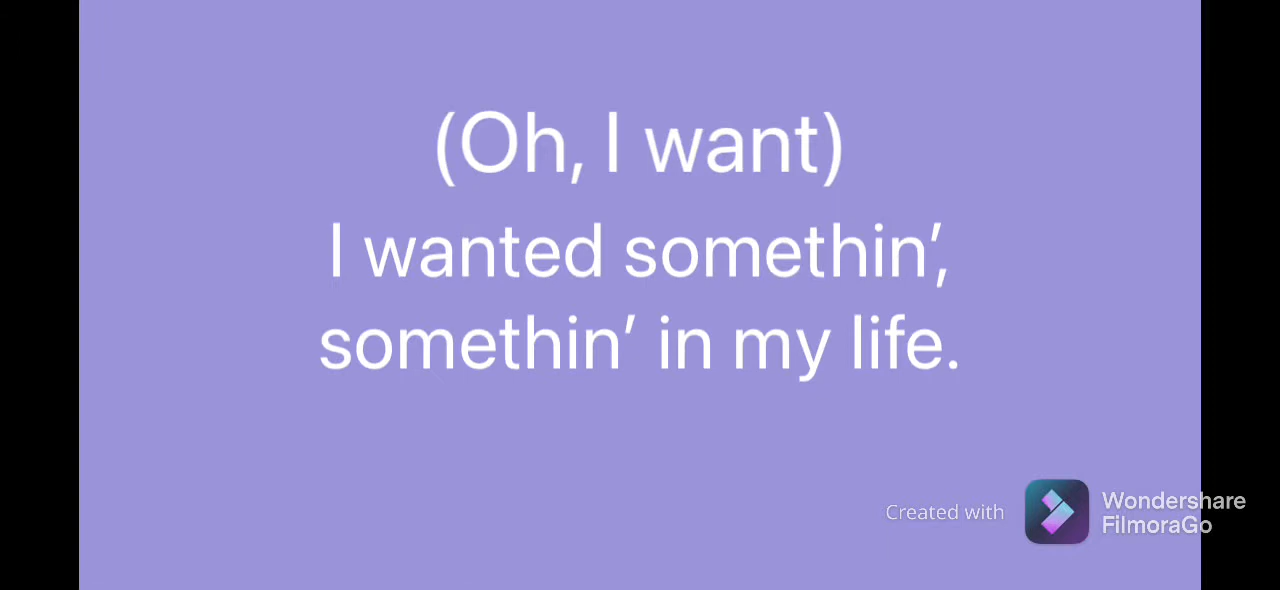 (Oh, I want)
I wanted somethin’,
somethin’ in my life.
Created with
Wondershare
FilmoraGo